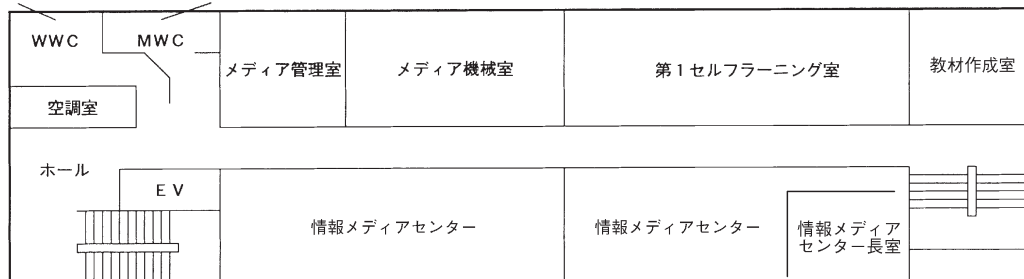 WWC
MWC
メディア管理室
メディア機械室
第1セルフラーニング室
教材作成室
空調室
ホール
EV
情報メディアセンター
情報メディアセンター
情報メディア
センター長室